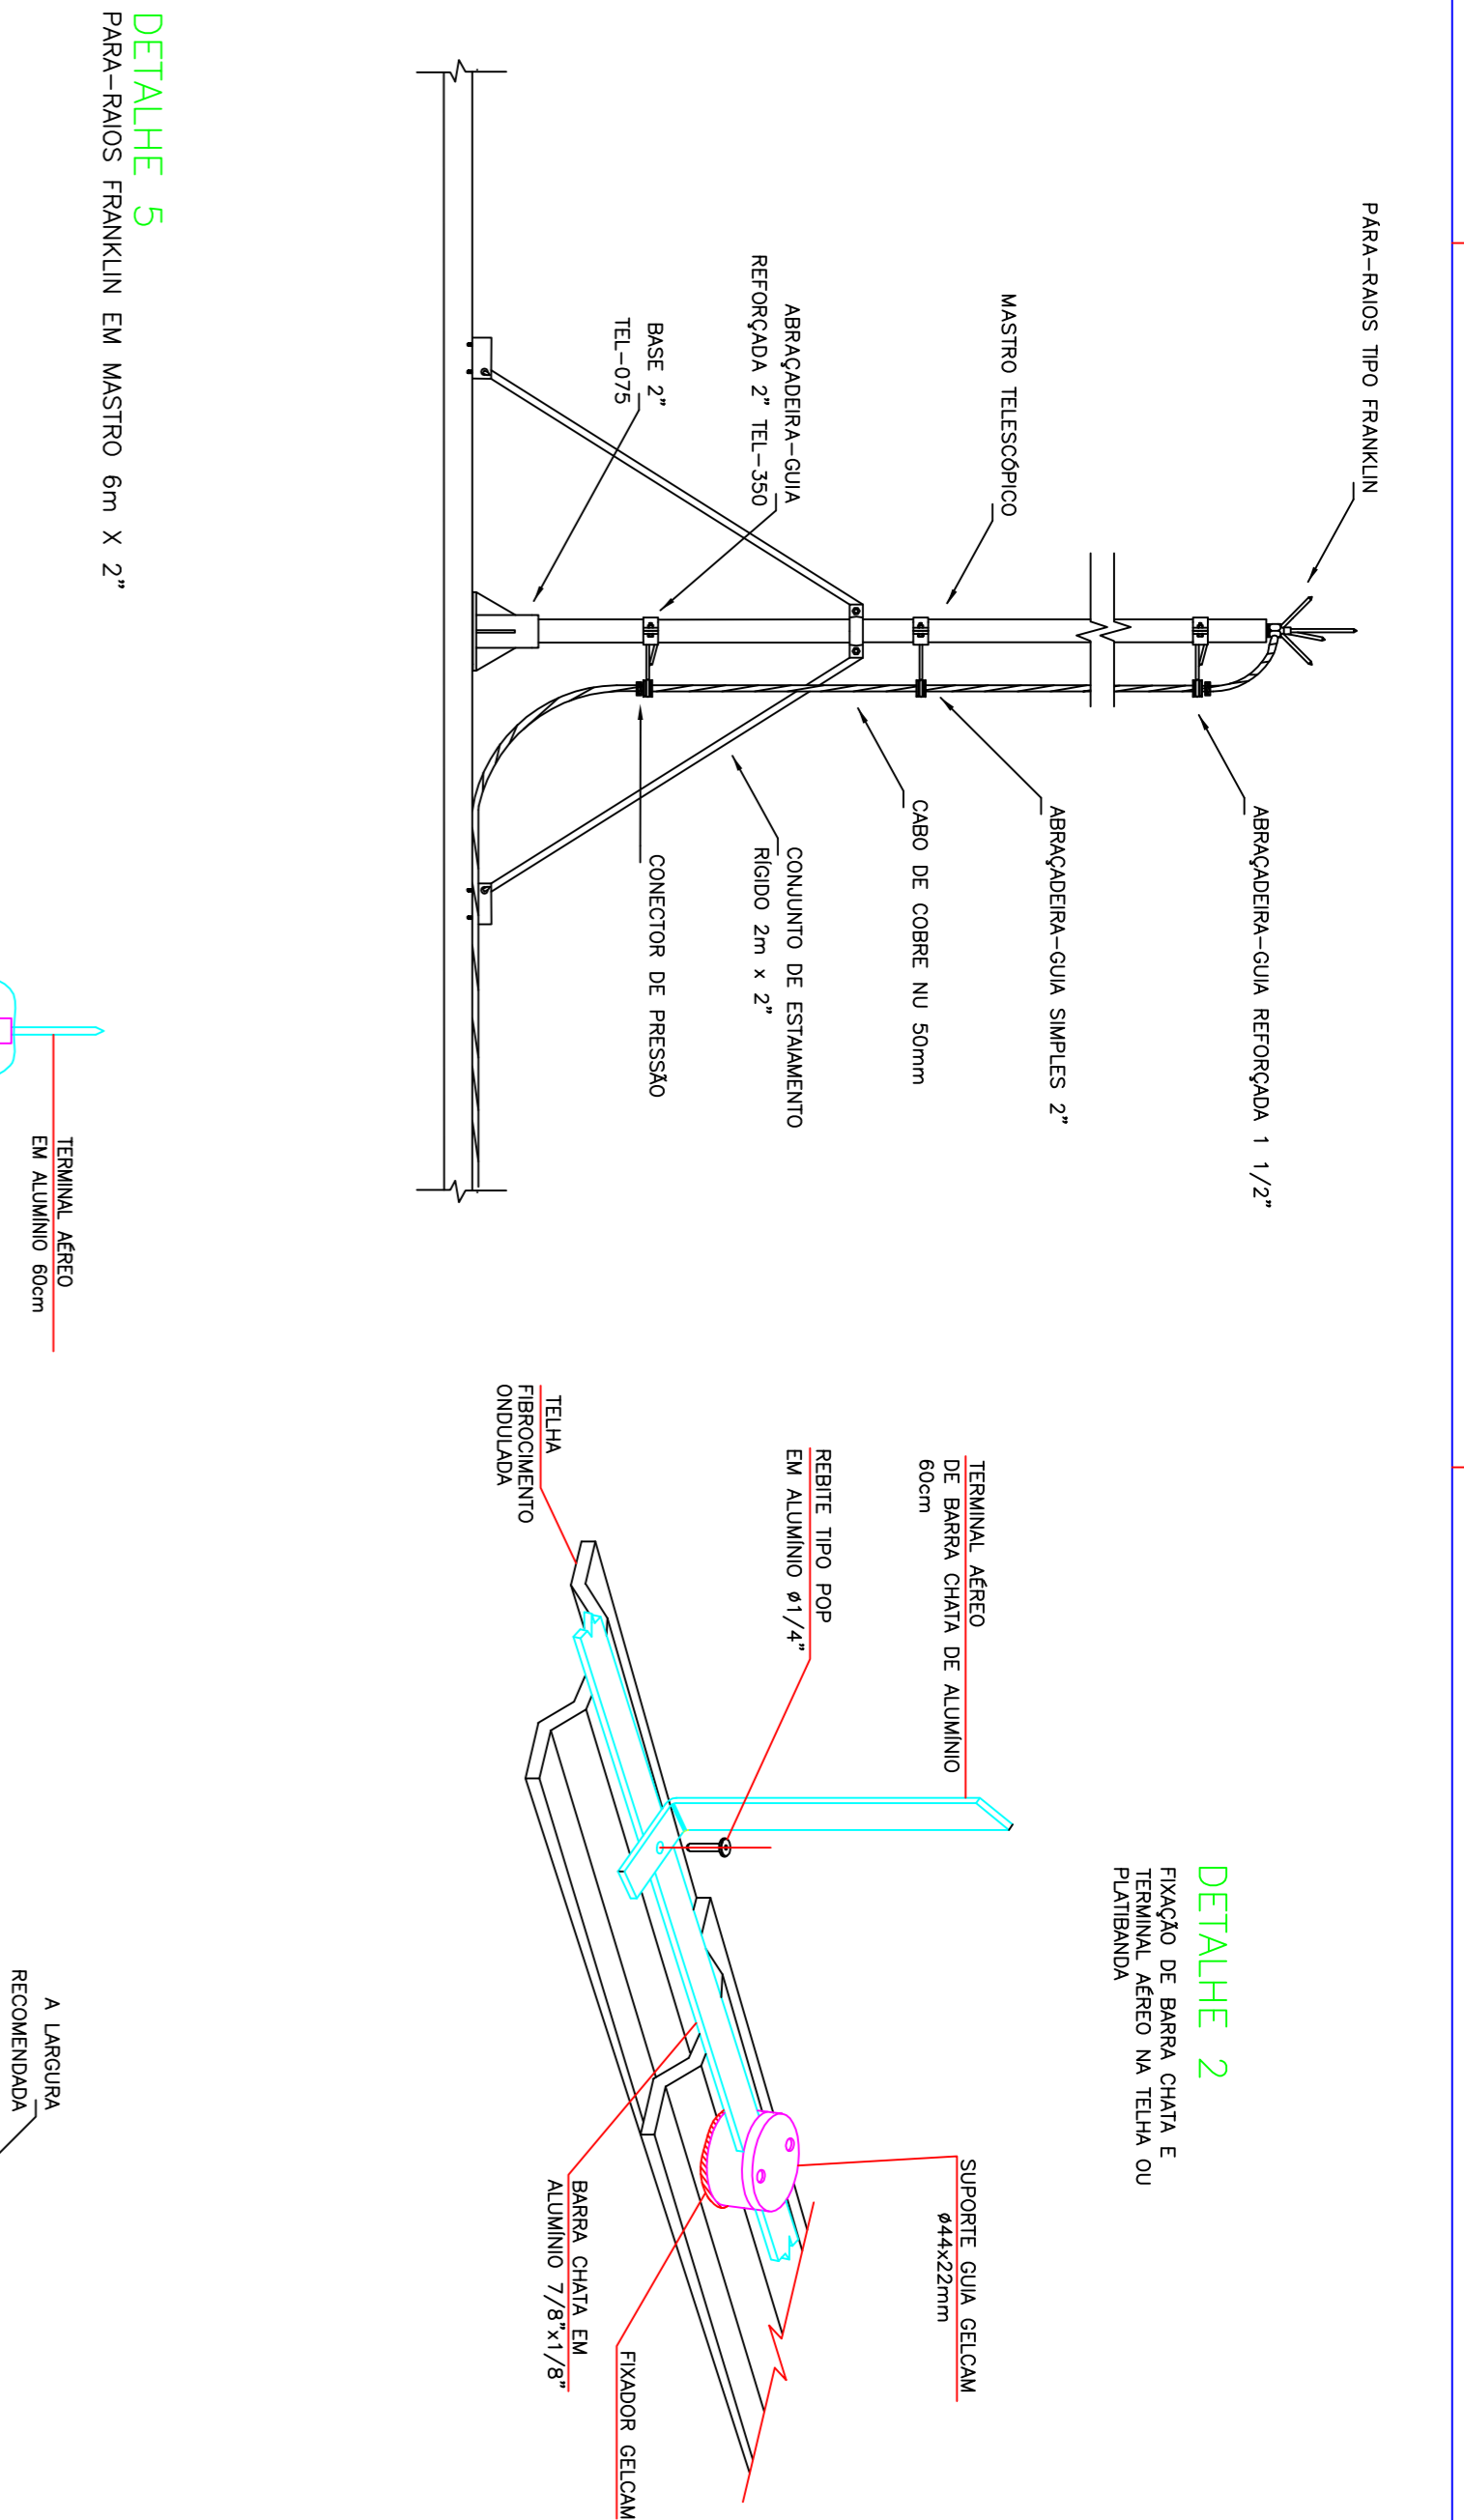 PÁRA-RAIOS TIPO FRANKLIN
MASTRO TELESCÓPICO
ABRAÇADEIRA-GUIA
REFORÇADA 2" TEL-350
BASE 2"
TEL-075
ABRAÇADEIRA-GUIA REFORÇADA 1 1/2"
ABRAÇADEIRA-GUIA SIMPLES 2"
CABO DE COBRE NU 50mm
CONJUNTO DE ESTAIAMENTO
RÍGIDO 2m x 2"
CONECTOR DE PRESSÃO
DETALHE 5
PARA-RAIOS FRANKLIN EM MASTRO 6m X 2"
TERMINAL AÉREO
EM ALUMÍNIO 60cm
DETALHE 2
FIXAÇÃO DE BARRA CHATA E
TERMINAL AÉREO NA TELHA OU
PLATIBANDA
TERMINAL AÉREO
DE BARRA CHATA DE ALUMÍNIO
60cm
REBITE TIPO POP
EM ALUMÍNIO ø1/4"
TELHA
FIBROCIMENTO
ONDULADA
SUPORTE GUIA GELCAM
ø44x22mm
BARRA CHATA EM
ALUMÍNIO 7/8"x1/8"
FIXADOR GELCAM
A LARGURA
RECOMENDADA